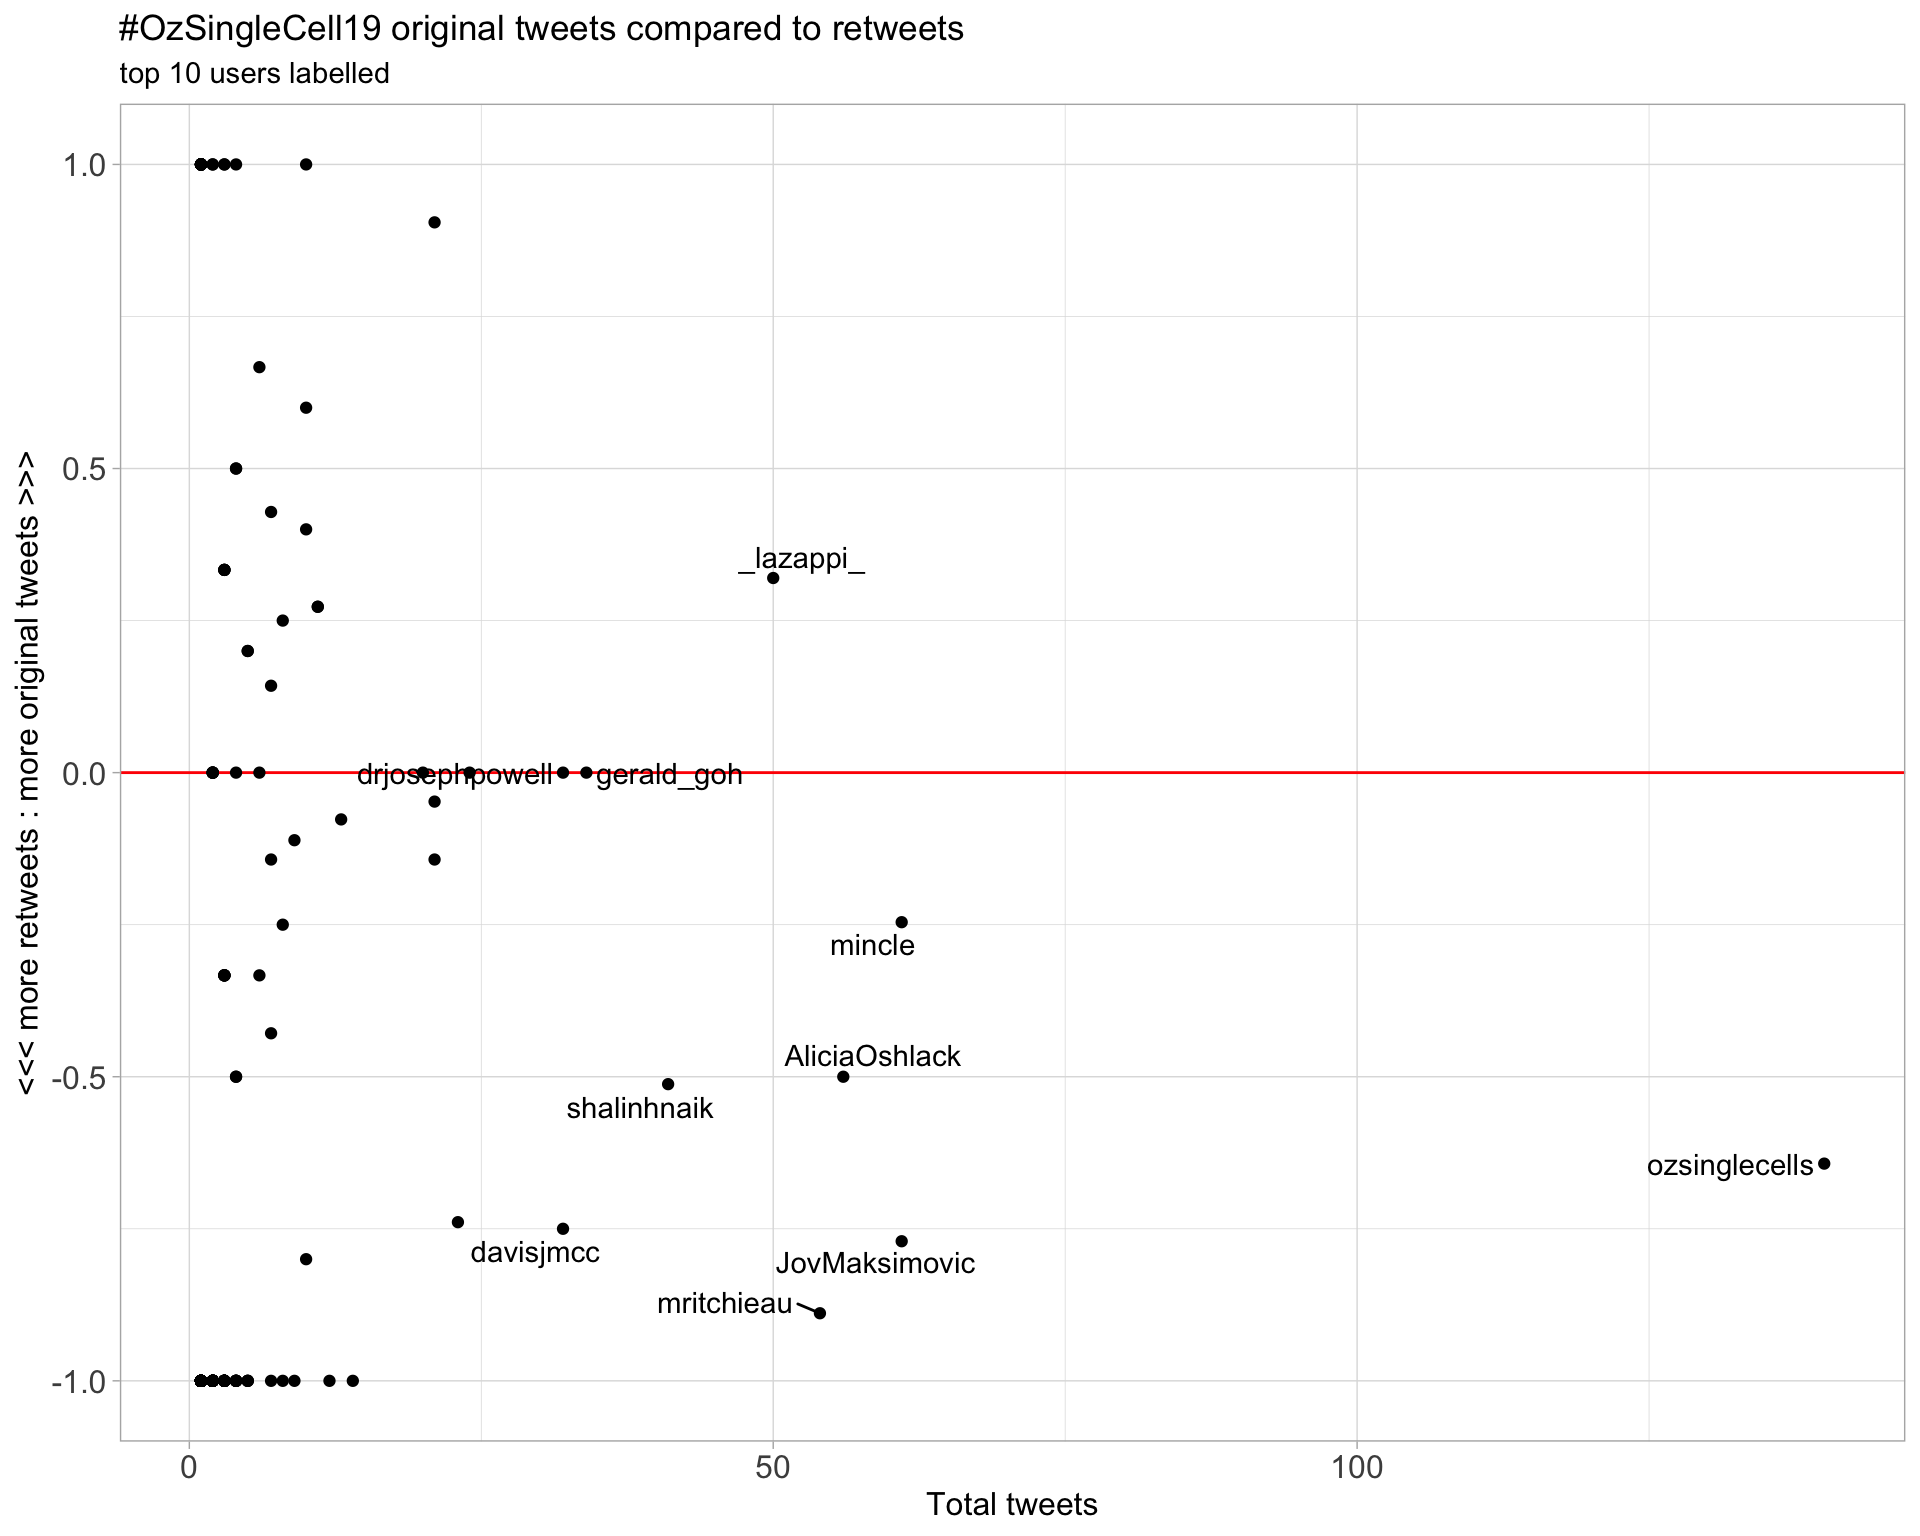 #OzSingleCell19 original tweets compared to retweets
top 10 users labelled
<<< more retweets : more original tweets >>>
1.0
0.5
0.0
-0.5
-1.0
_lazappi_
drjosephpowell
gerald_goh
mincle
AliciaOshlack
shalinhnaik
ozsinglecells
davisjmcc
JovMaksimovic
mritchieau
0
50
100
Total tweets